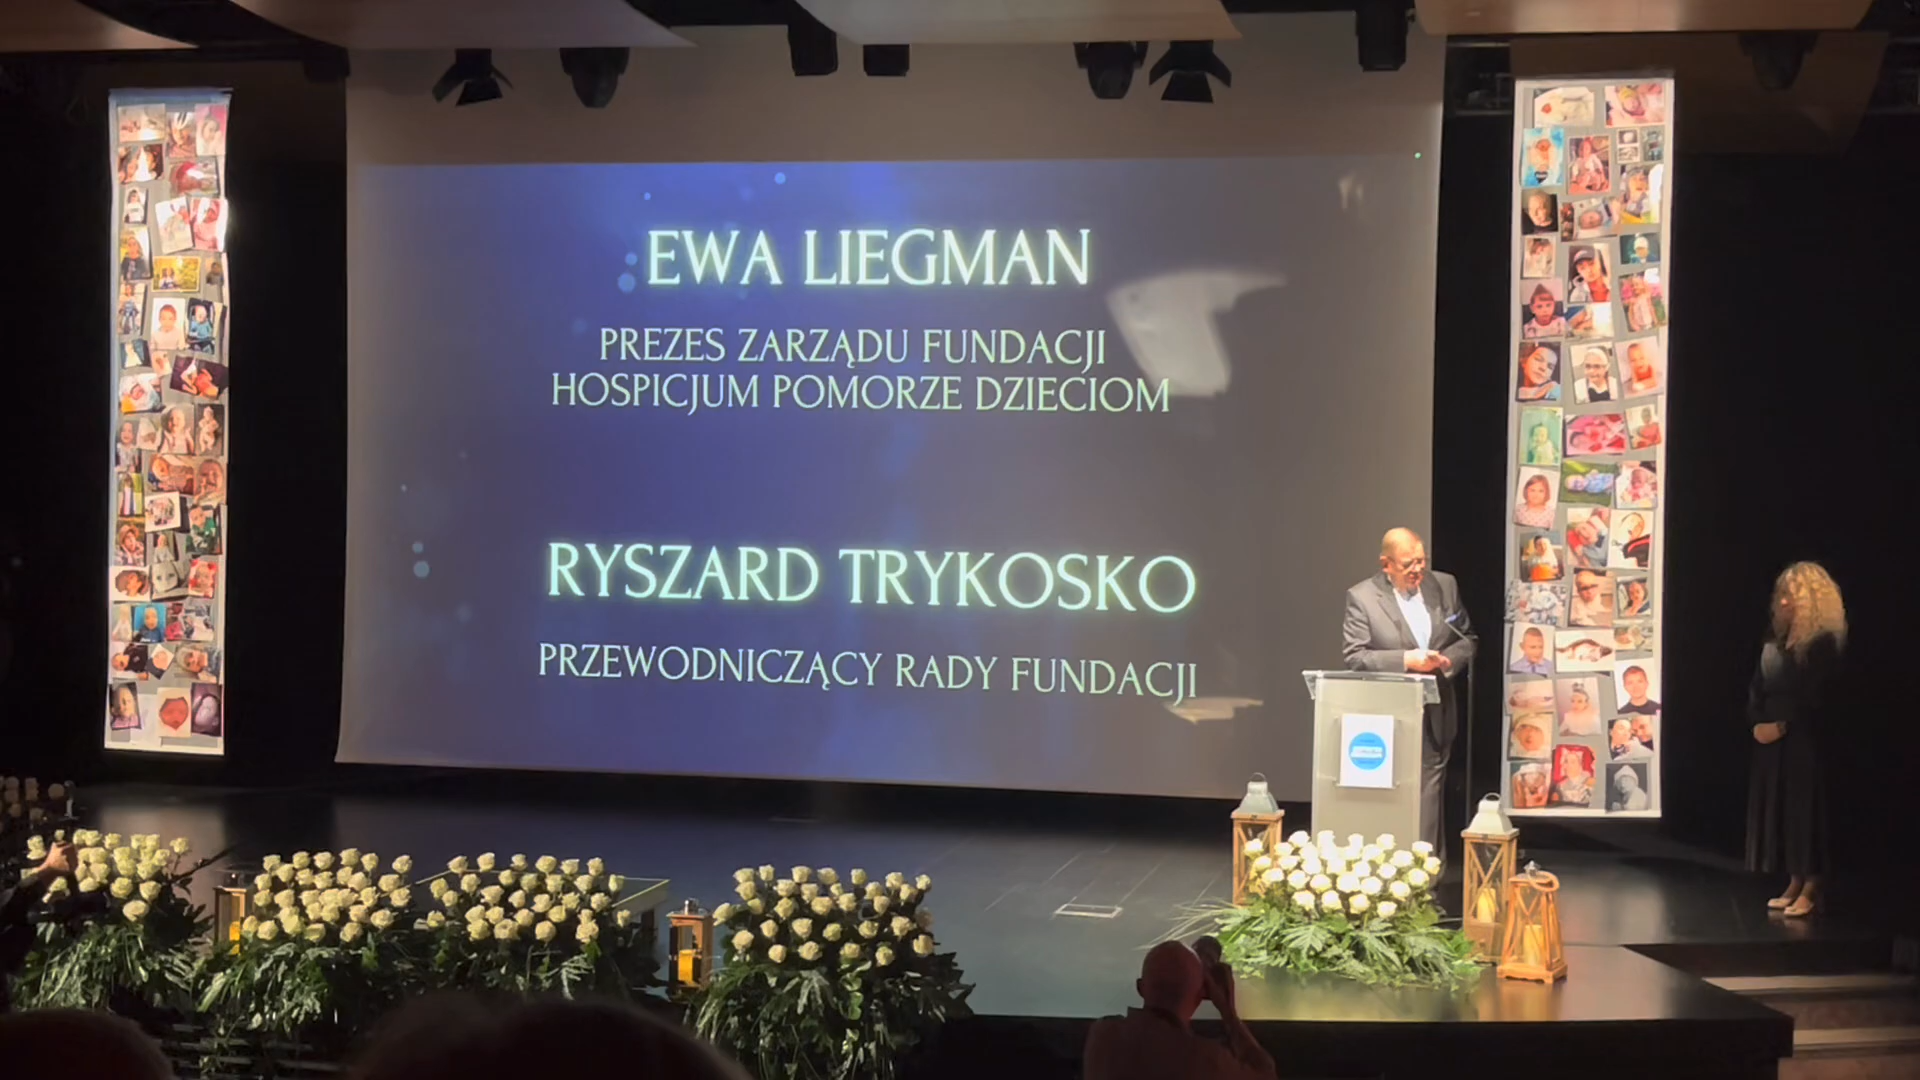 EWA LIEGMAN
PREZES ZARZĄDU FUNDACJI
HOSPICJUM POMORZE DZIECIOM
RYSZARD TRYKOSKO
PRZEWODNICZĄCY RADY FUNDACJI